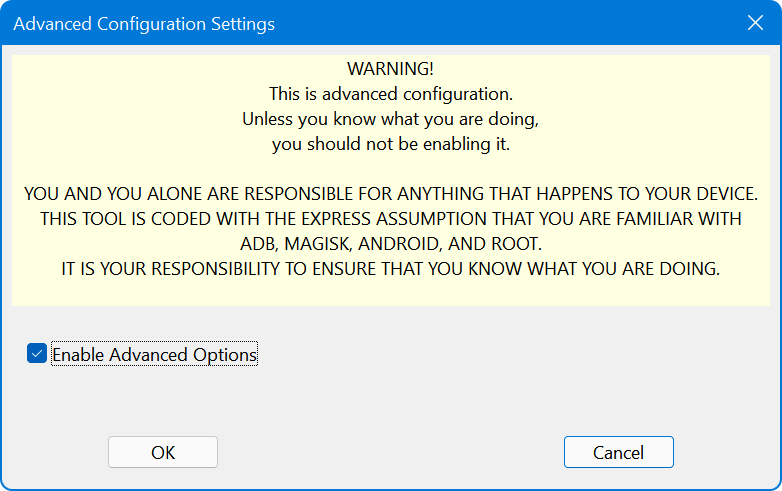 Advanced Configuration Settings
WARNING!
This is advanced configuration.
Unless you know what you are doing,
you should not be enabling it.
YOU AND YOU ALONE ARE RESPONSIBLE FOR ANYTHING THAT HAPPENS TO YOUR DEVICE.
THIS TOOL IS CODED WITH THE EXPRESS ASSUMPTION THAT YOU ARE FAMILIAR WITH
ADB, MAGISK, ANDROID, AND ROOT.
IT IS YOUR RESPONSIBILITY TO ENSURE THAT YOU KNOW WHAT YOU ARE DOING.
Enable Advanced Options
OK
Cancel